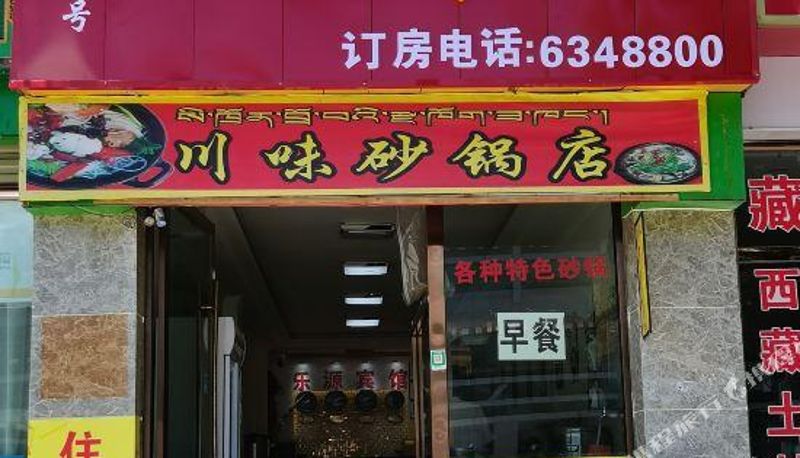 号
订房电话:6348800
川味砂锅店
各种特色砂锅
早餐
乐源宾馆
住
藏西藏土